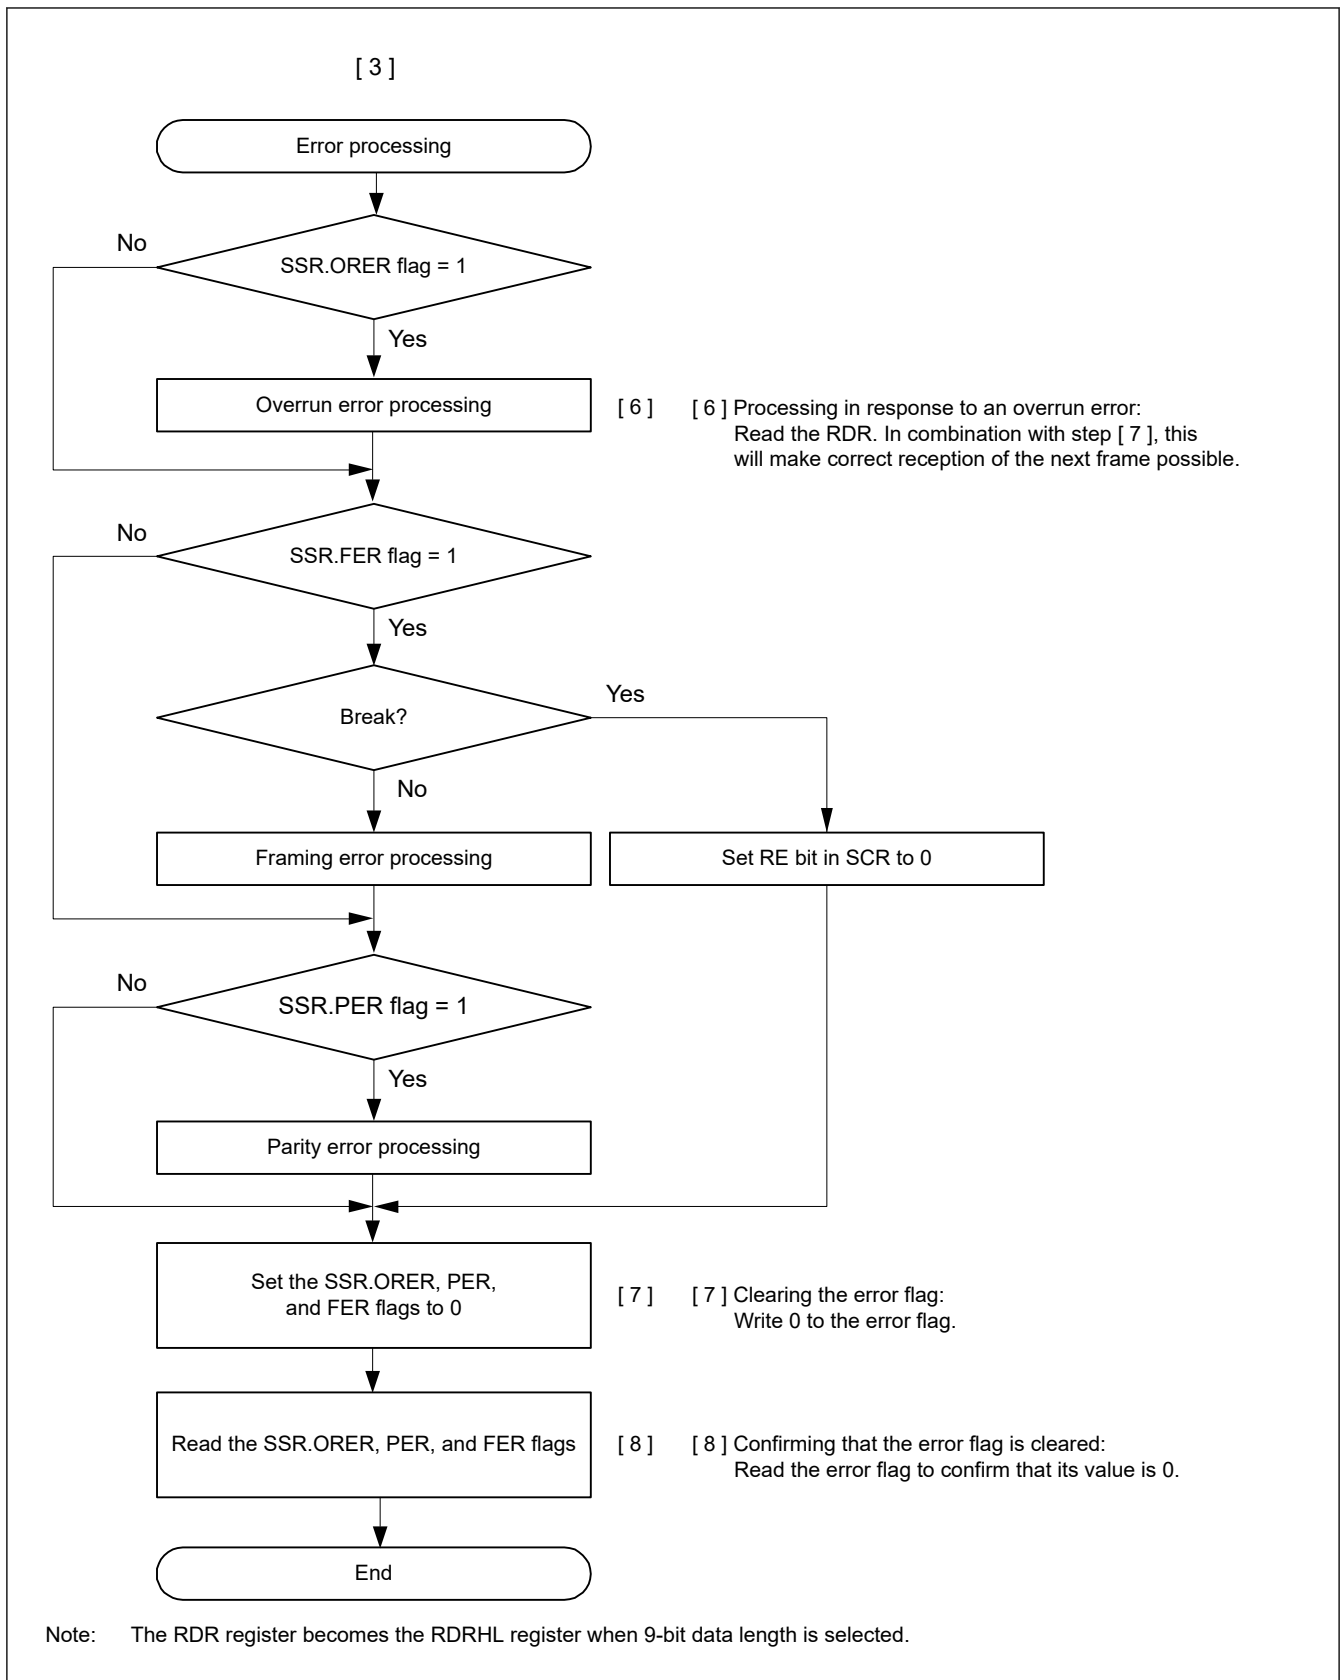 [ 3 ]
Error processing
No
SSR.ORER flag = 1
Yes
Overrun error processing
[ 6 ]
[ 6 ] Processing in response to an overrun error:
Read the RDR. In combination with step [ 7 ], this
will make correct reception of the next frame possible.
No
SSR.FER flag = 1
Yes
Break?
Yes
No
Framing error processing
Set RE bit in SCR to 0
No
SSR.PER flag = 1
Yes
Parity error processing
Set the SSR.ORER, PER,
and FER flags to 0
[ 7 ]
[ 7 ] Clearing the error flag:
Write 0 to the error flag.
Read the SSR.ORER, PER, and FER flags
[ 8 ]
[ 8 ] Confirming that the error flag is cleared:
Read the error flag to confirm that its value is 0.
End
Note: The RDR register becomes the RDRHL register when 9-bit data length is selected.